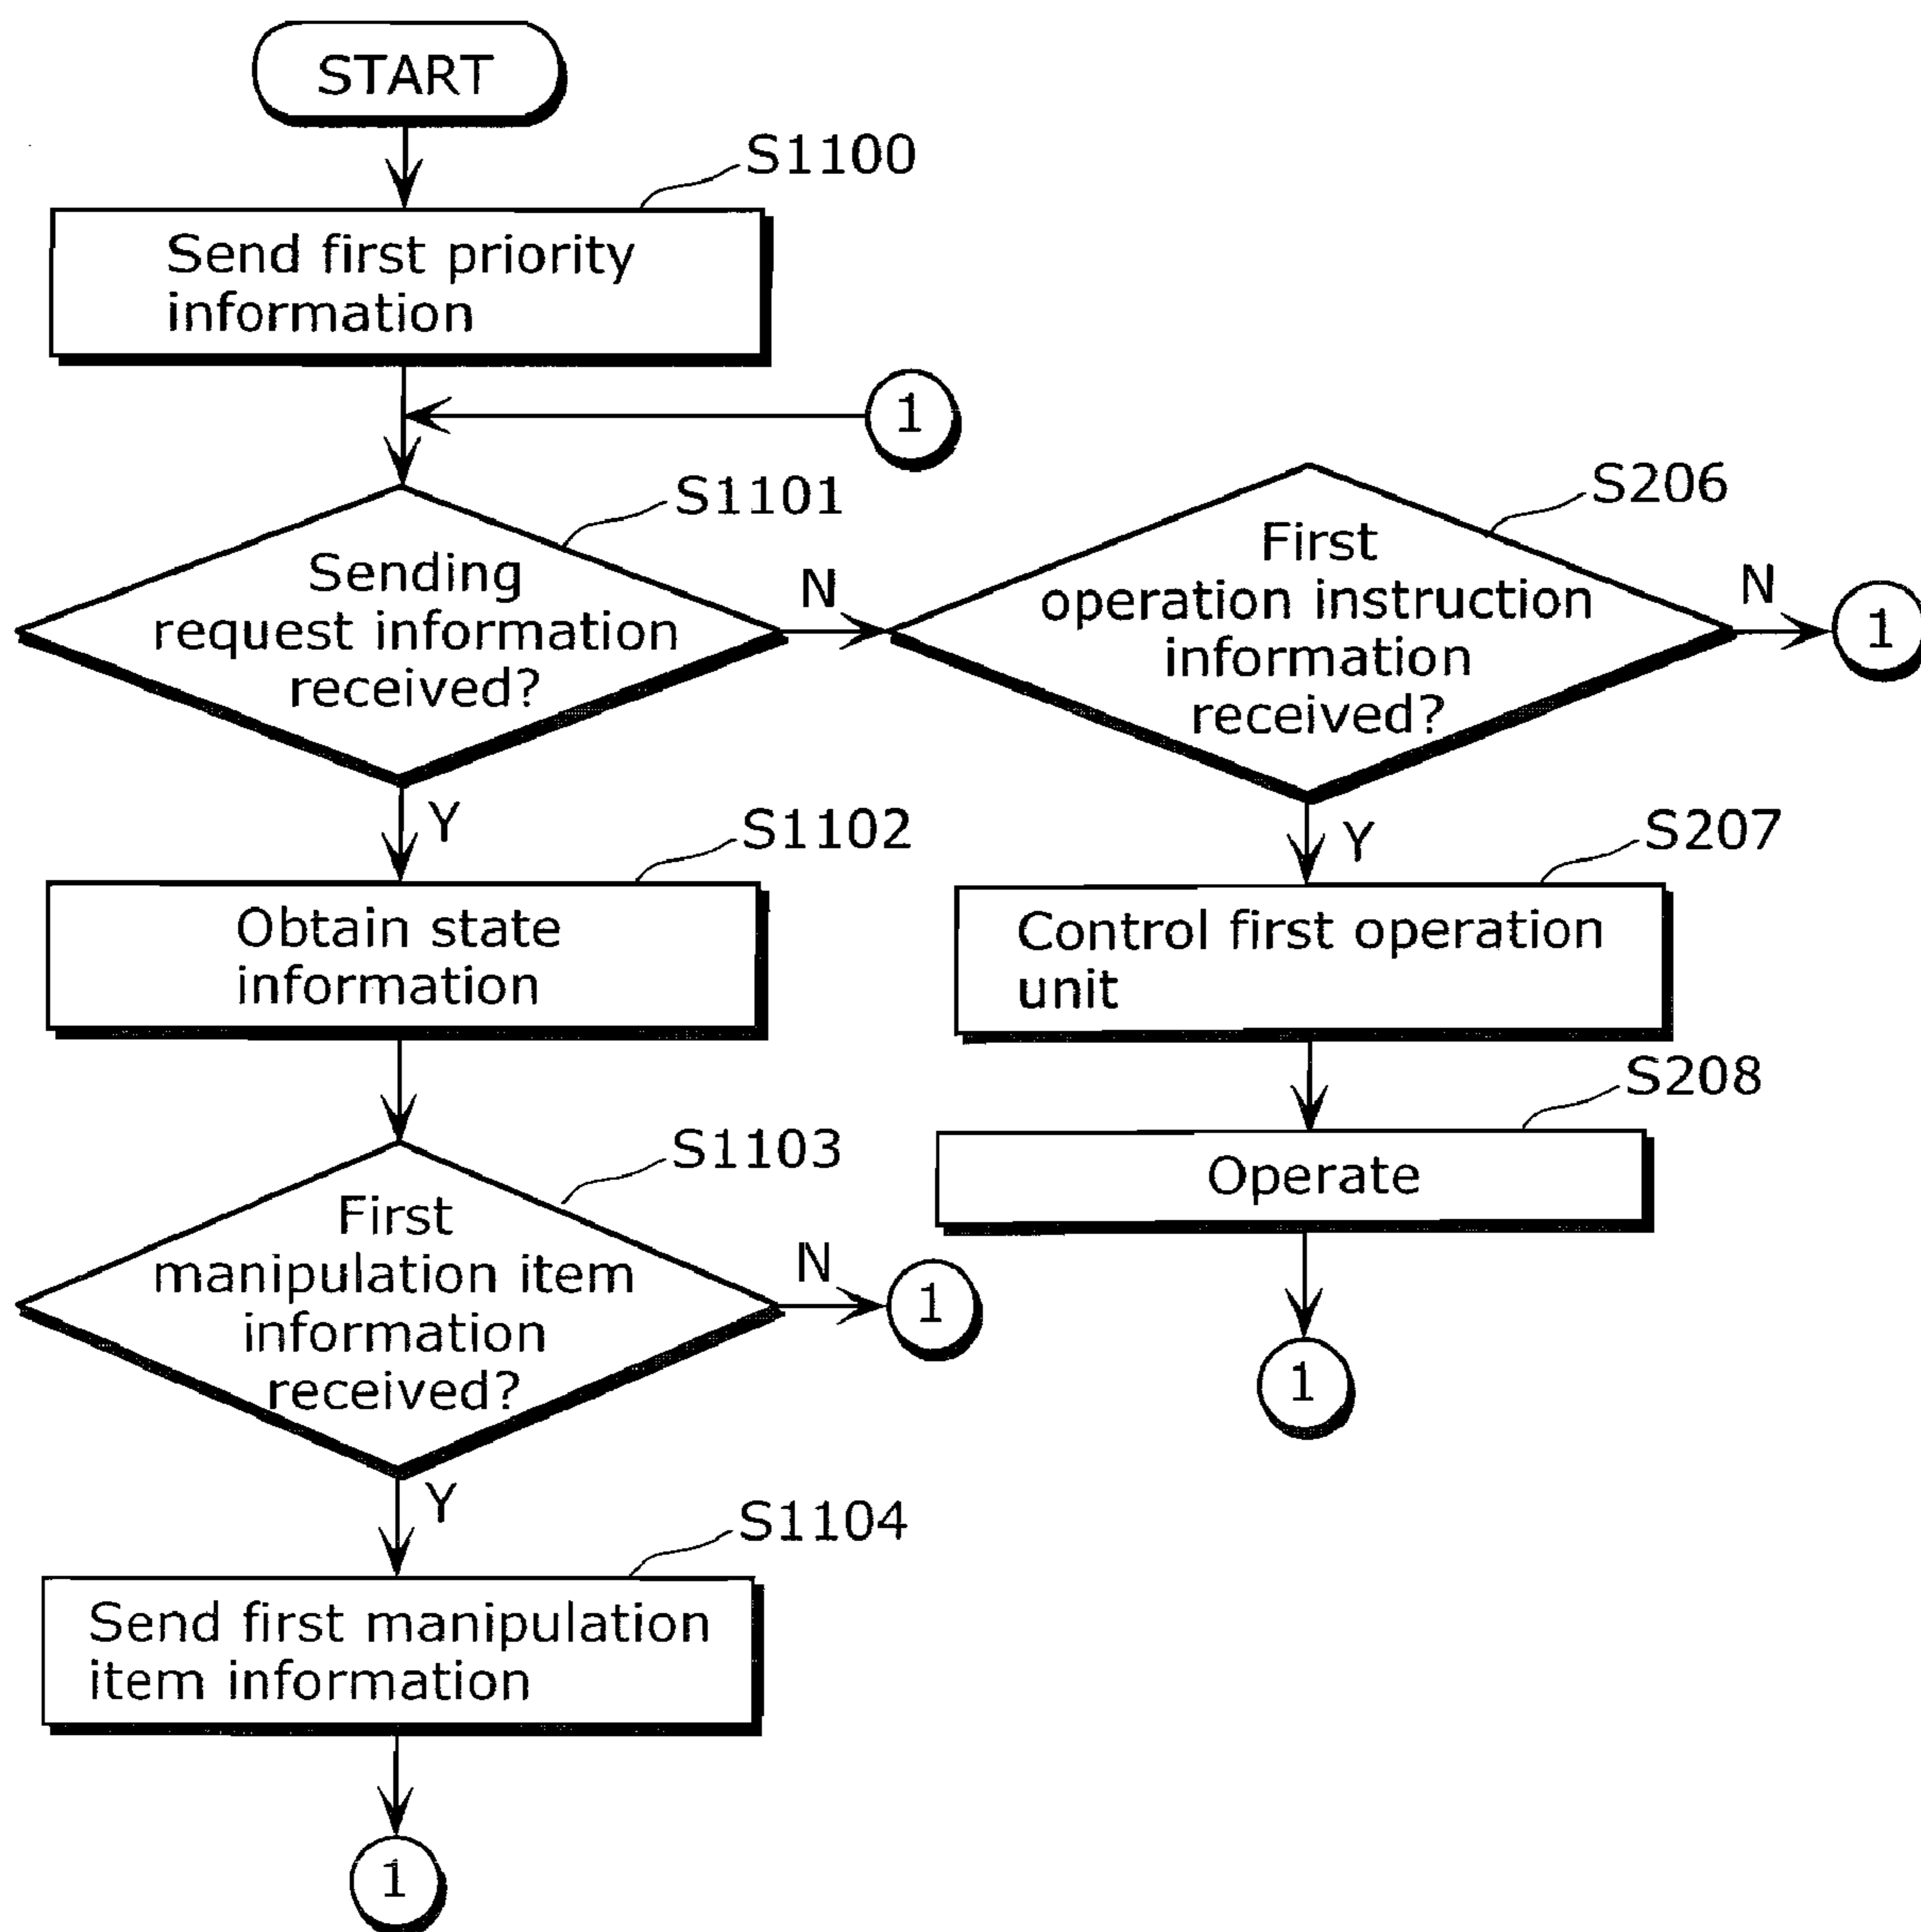 START
S1100
Send first priority
information
1
S1101
Sending
request information
received?
N
S206
First
operation instruction
information
received?
N
1
Y
S1102
Obtain state
information
Y
S207
Control first operation
unit
S208
Operate
1
S1103
First
manipulation item
information
received?
N
1
Y
S1104
Send first manipulation
item information
1